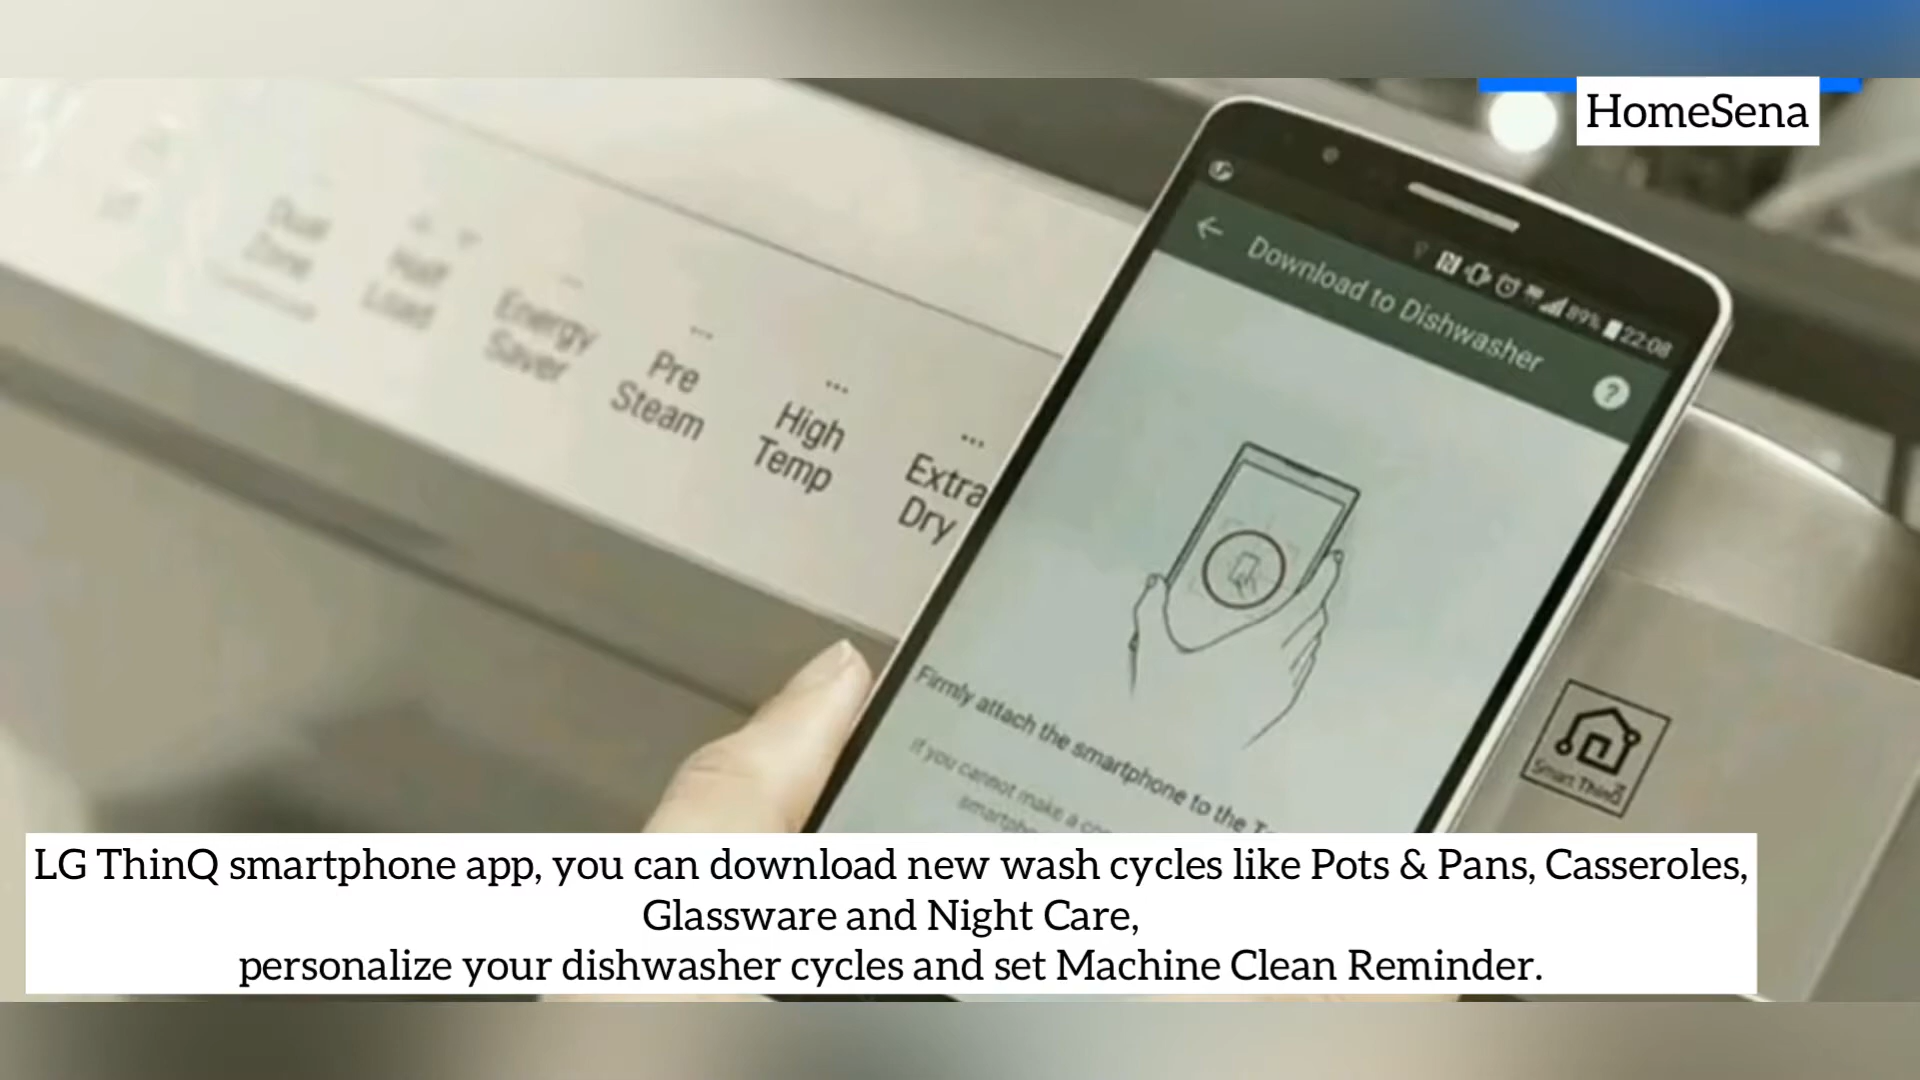 HomeSena
89% 22:08
Download to Dishwasher
?
Dual
Zone
Half
Load
Energy
Saver
Pre
Steam
High
Temp
Extra
Dry
Firmly attach the smartphone to the
If you cannot make a
Smart ThinQ
LG ThinQ smartphone app, you can download new wash cycles like Pots & Pans, Casseroles,
Glassware and Night Care,
personalize your dishwasher cycles and set Machine Clean Reminder.